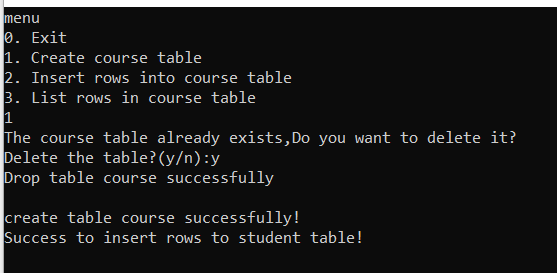 menu
0. Exit
1. Create course table
2. Insert rows into course table
3. List rows in course table
1
The course table already exists,Do you want to delete it?
Delete the table?(y/n):y
Drop table course successfully
create table course successfully!
Success to insert rows to student table!